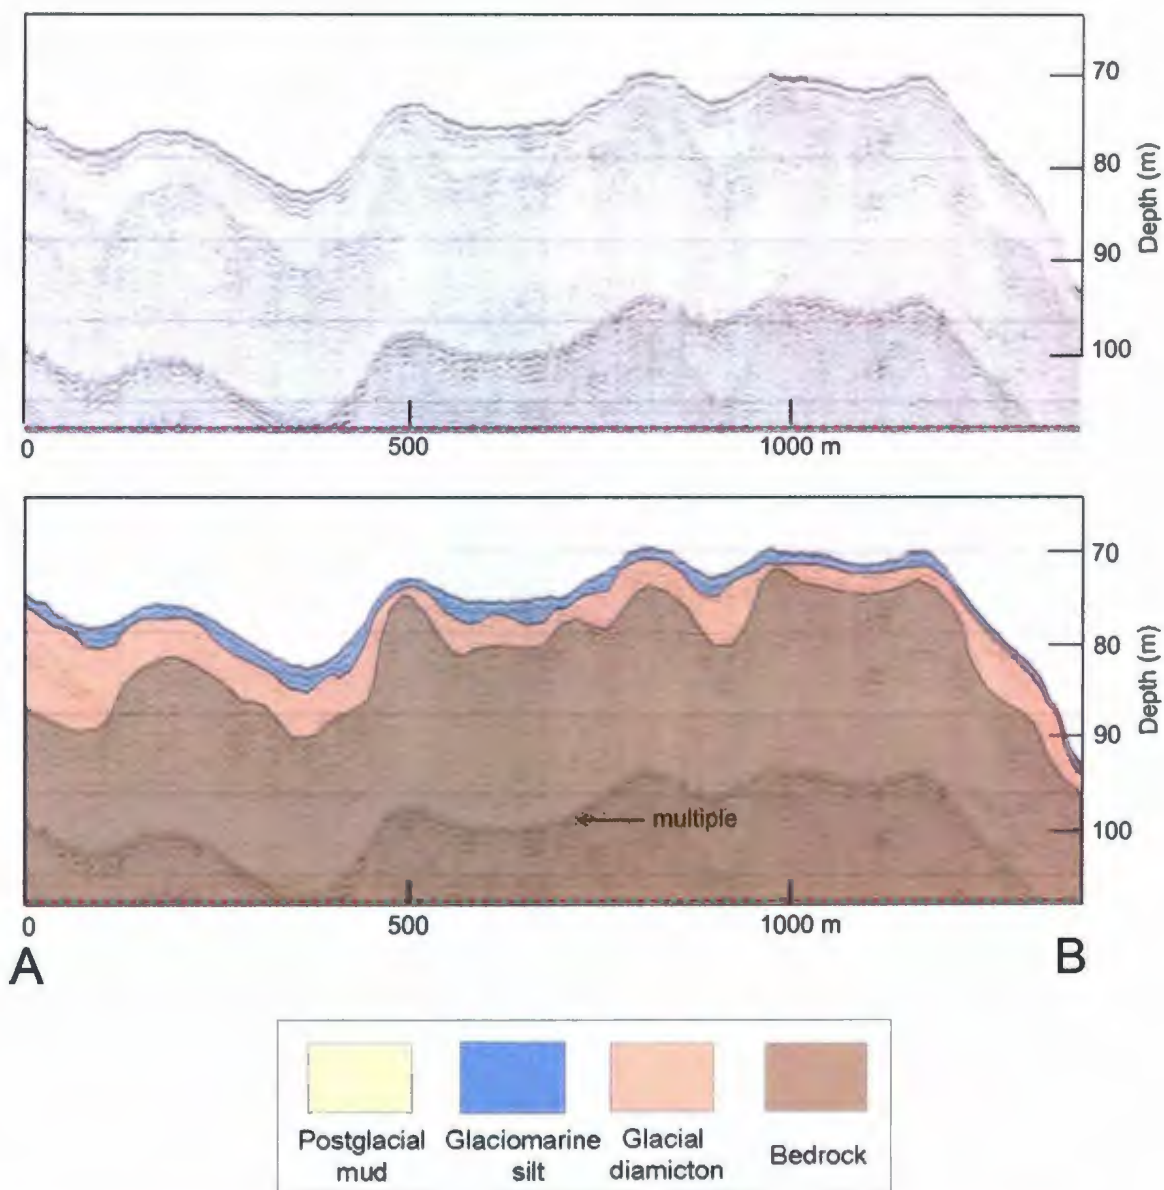 70
80
90
100
Depth (m)
0
500
1000 m
70
80
90
100
Depth (m)
multiple
0
500
1000 m
A
B
Postglacial
mud
Glaciomarine
silt
Glacial
diamicton
Bedrock